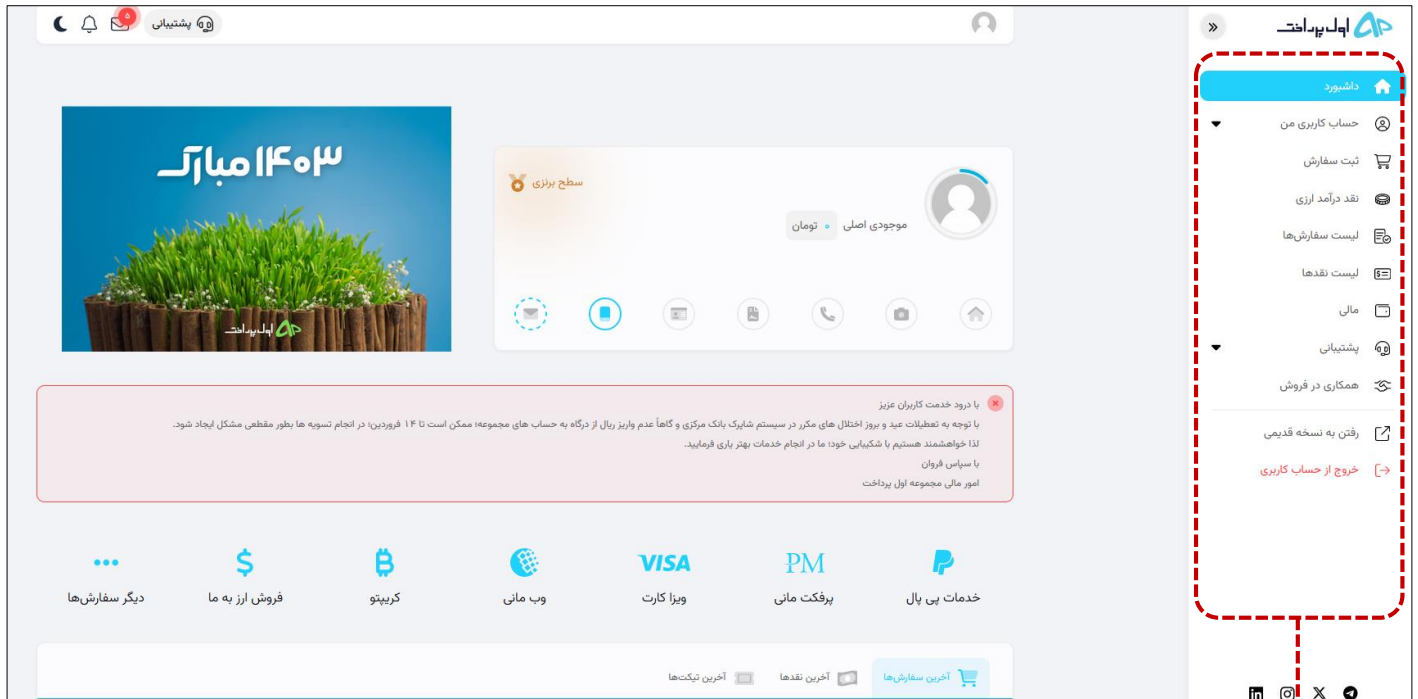 اول پرداخت
پشتیبانی
۵
داشبورد
حساب کاربری من
ثبت سفارش
نقد درآمد ارزی
لیست سفارش‌ها
لیست نقدها
مالی
پشتیبانی
همکاری در فروش
رفتن به نسخه قدیمی
خروج از حساب کاربری
سطح برنزی
موجودی اصلی ۰ تومان
۱۴۰۳ مبارک
اول پرداخت
با درود خدمت کاربران عزیز
با توجه به تعطیلات عید و بروز اختلال های مکرر در سیستم شاپرک بانک مرکزی و گاهاً عدم واریز ریال از درگاه به حساب های مجموعه؛ ممکن است تا ۱۴ فروردین؛ در انجام تسویه ها بطور مقطعی مشکل ایجاد شود.
لذا خواهشمند هستیم با شکیبایی خود؛ ما در انجام خدمات بهتر یاری فرمایید.
با سپاس فروان
امور مالی مجموعه اول پرداخت
PM
VISA
خدمات پی پال
پرفکت مانی
ویزا کارت
وب مانی
کریپتو
فروش ارز به ما
دیگر سفارش‌ها
آخرین سفارش‌ها
آخرین نقدها
آخرین تیکت‌ها